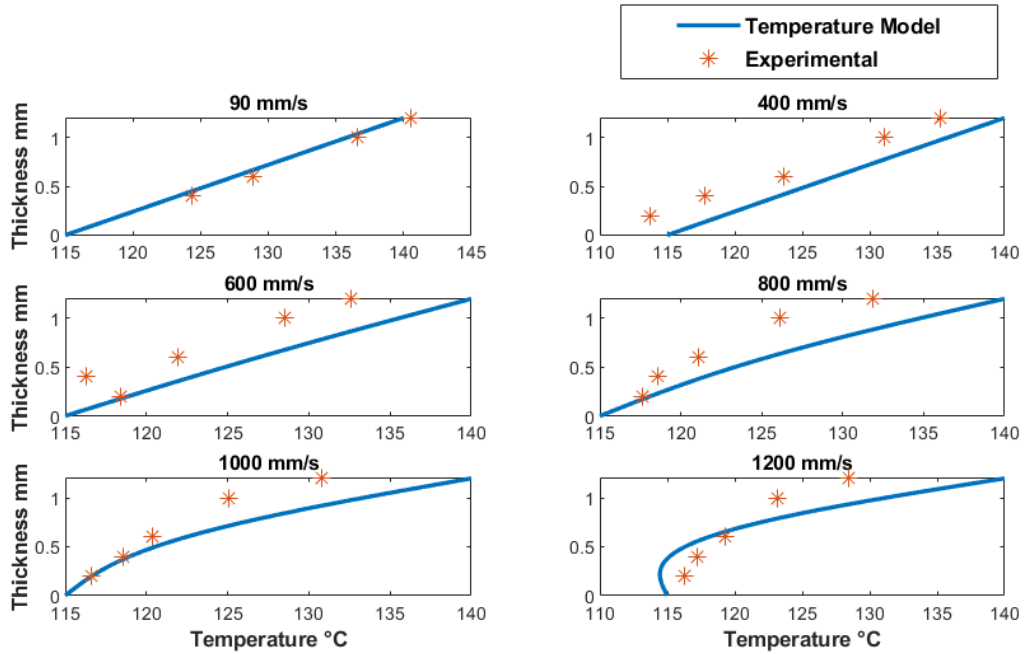 Temperature Model
Experimental
90 mm/s
Thickness mm
1
0.5
0
115 120 125 130 135 140 145
400 mm/s
1
0.5
0
110 115 120 125 130 135 140
600 mm/s
Thickness mm
1
0.5
0
115 120 125 130 135 140
800 mm/s
1
0.5
0
115 120 125 130 135 140
1000 mm/s
Thickness mm
1
0.5
0
115 120 125 130 135 140
Temperature °C
1200 mm/s
1
0.5
0
110 115 120 125 130 135 140
Temperature °C